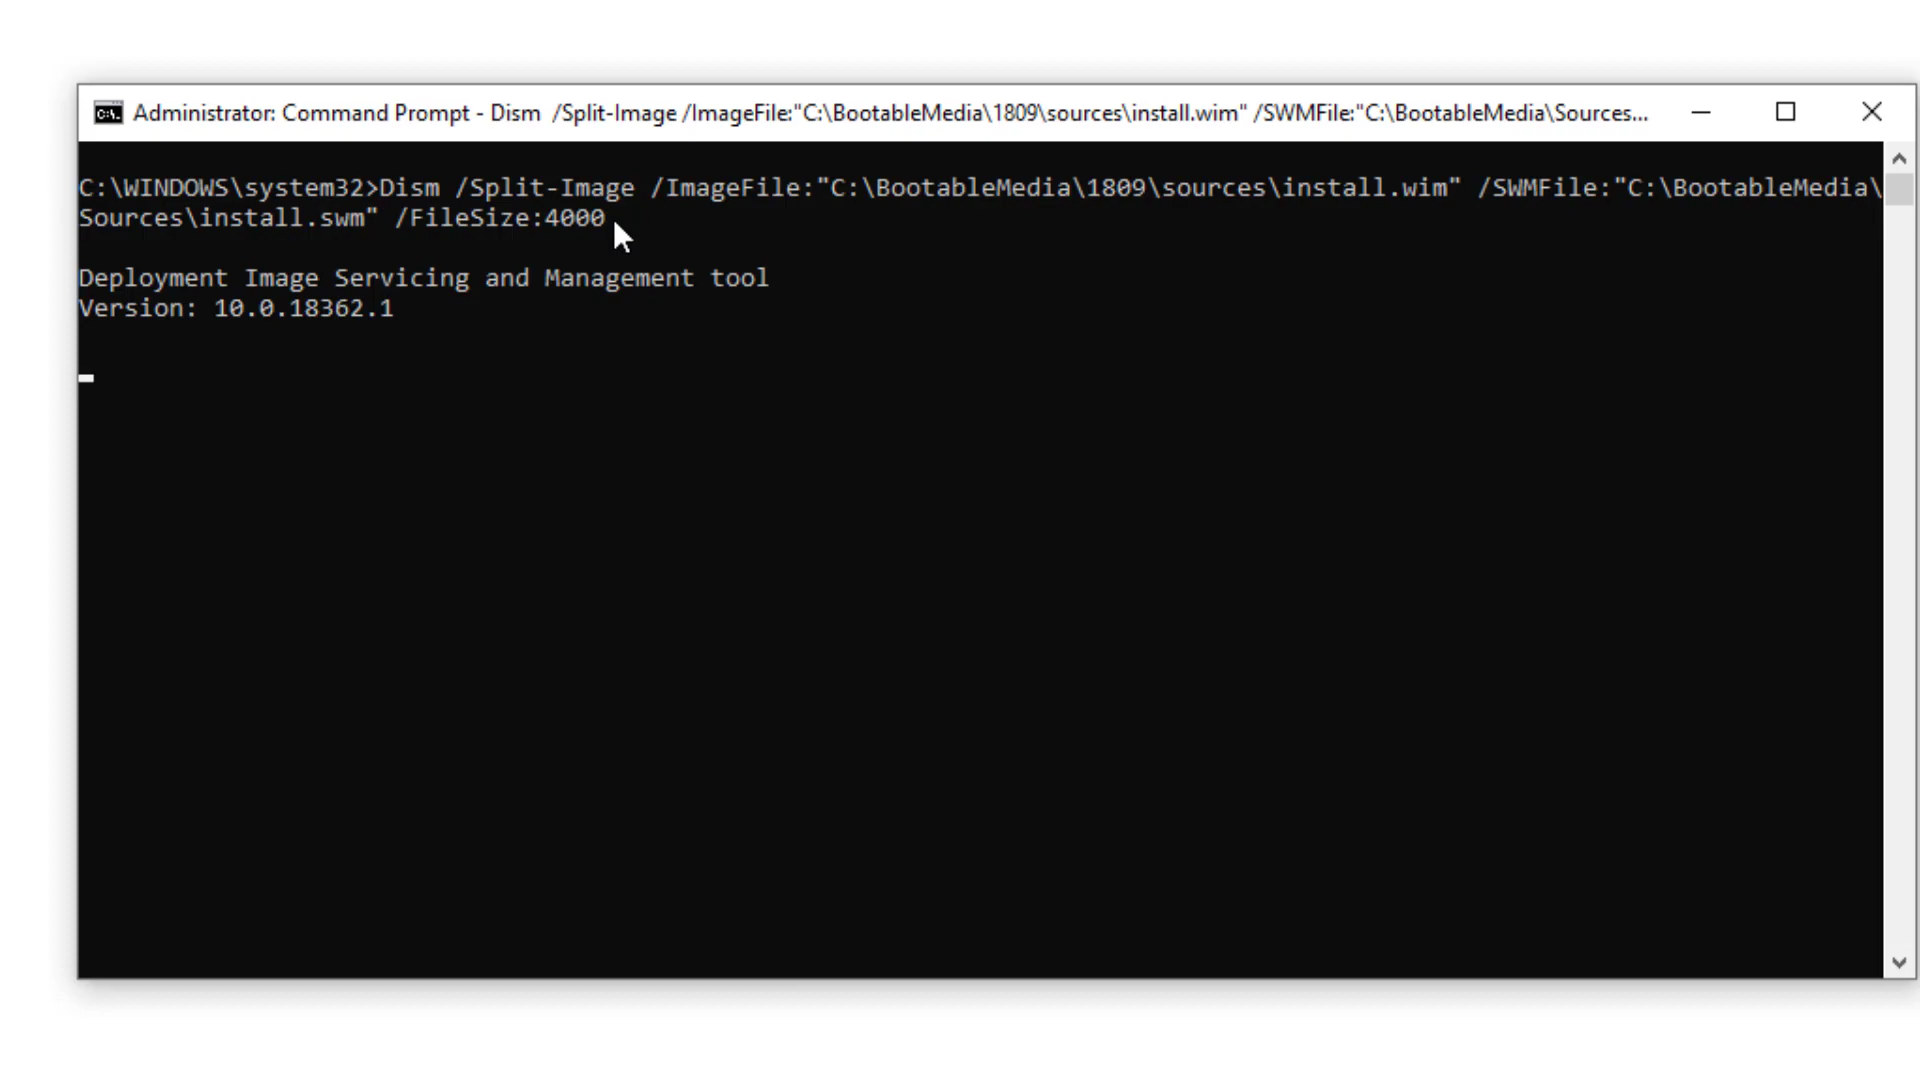 Administrator: Command Prompt - Dism  /Split-Image /ImageFile:"C:\BootableMedia\1809\sources\install.wim" /SWMFile:"C:\BootableMedia\Sources...
C:\WINDOWS\system32>Dism /Split-Image /ImageFile:"C:\BootableMedia\1809\sources\install.wim" /SWMFile:"C:\BootableMedia\
Sources\install.swm" /FileSize:4000
Deployment Image Servicing and Management tool
Version: 10.0.18362.1